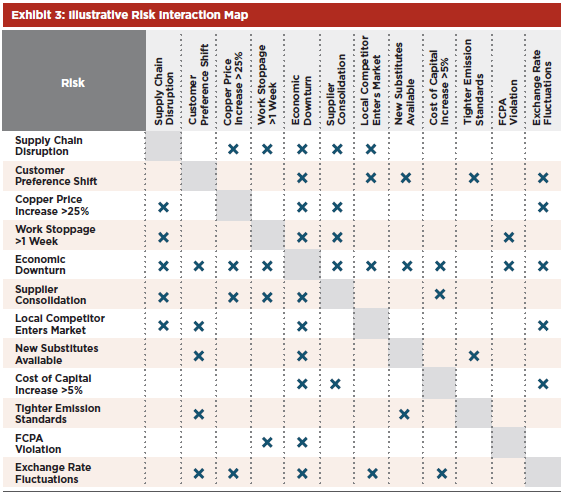 Exhibit 3: Illustrative Risk Interaction Map
Risk
Supply Chain
Disruption
Customer
Preference Shift
Copper Price
Increase >25%
Work Stoppage
>1 Week
Economic
Downturn
Supplier
Consolidation
Local Competitor
Enters Market
New Substitutes
Available
Cost of Capital
Increase >5%
Tighter Emission
Standards
FCPA
Violation
Exchange Rate
Fluctuations
Supply Chain
Disruption
Customer
Preference Shift
Copper Price
Increase >25%
Work Stoppage
>1 Week
Economic
Downturn
Supplier
Consolidation
Local Competitor
Enters Market
New Substitutes
Available
Cost of Capital
Increase >5%
Tighter Emission
Standards
FCPA
Violation
Exchange Rate
Fluctuations